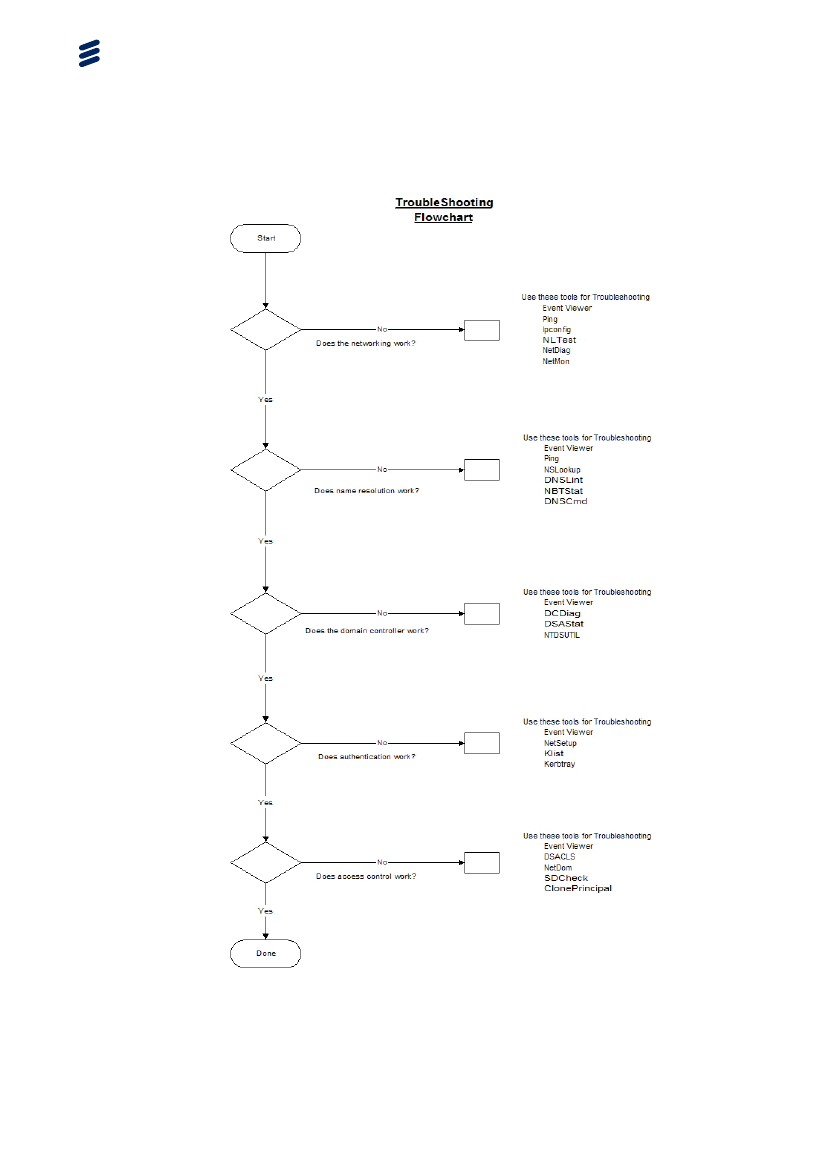 TroubleShooting
Flowchart
Start
No
Does the networking work?
Use these tools for Troubleshooting
Event Viewer
Ping
Ipconfig
NLTest
NetDiag
NetMon
Yes
No
Does name resolution work?
Use these tools for Troubleshooting
Event Viewer
Ping
NSLookup
DNSLint
NBTStat
DNSCmd
Yes
No
Does the domain controller work?
Use these tools for Troubleshooting
Event Viewer
DCDiag
DSAStat
NTDSUTIL
Yes
No
Does authentication work?
Use these tools for Troubleshooting
Event Viewer
NetSetup
Klist
Kerbtray
Yes
No
Does access control work?
Use these tools for Troubleshooting
Event Viewer
DSACLS
NetDom
SDCheck
ClonePrincipal
Yes
Done